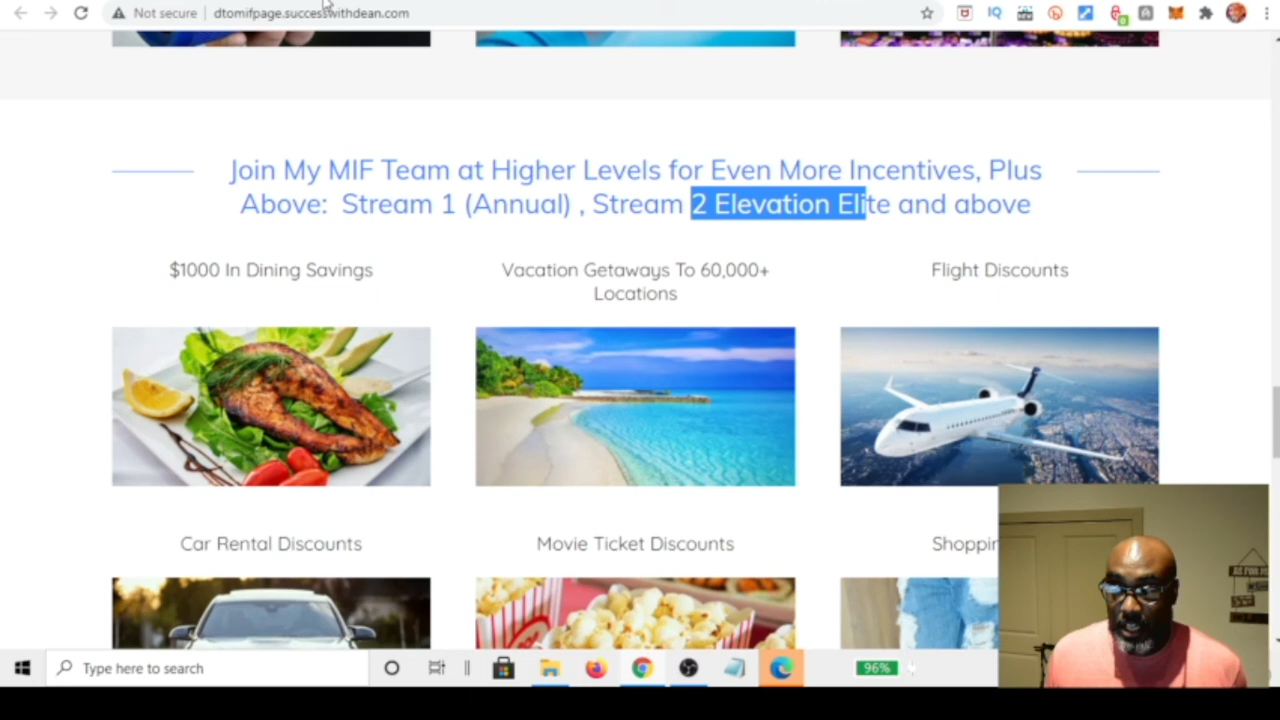 Not secure
dtomifpage.successwithdean.com
Join My MIF Team at Higher Levels for Even More Incentives, Plus
Above: Stream 1 (Annual) , Stream 2 Elevation Elite and above
$1000 In Dining Savings
Vacation Getaways To 60,000+
Locations
Flight Discounts
Car Rental Discounts
Movie Ticket Discounts
Type here to search
96%